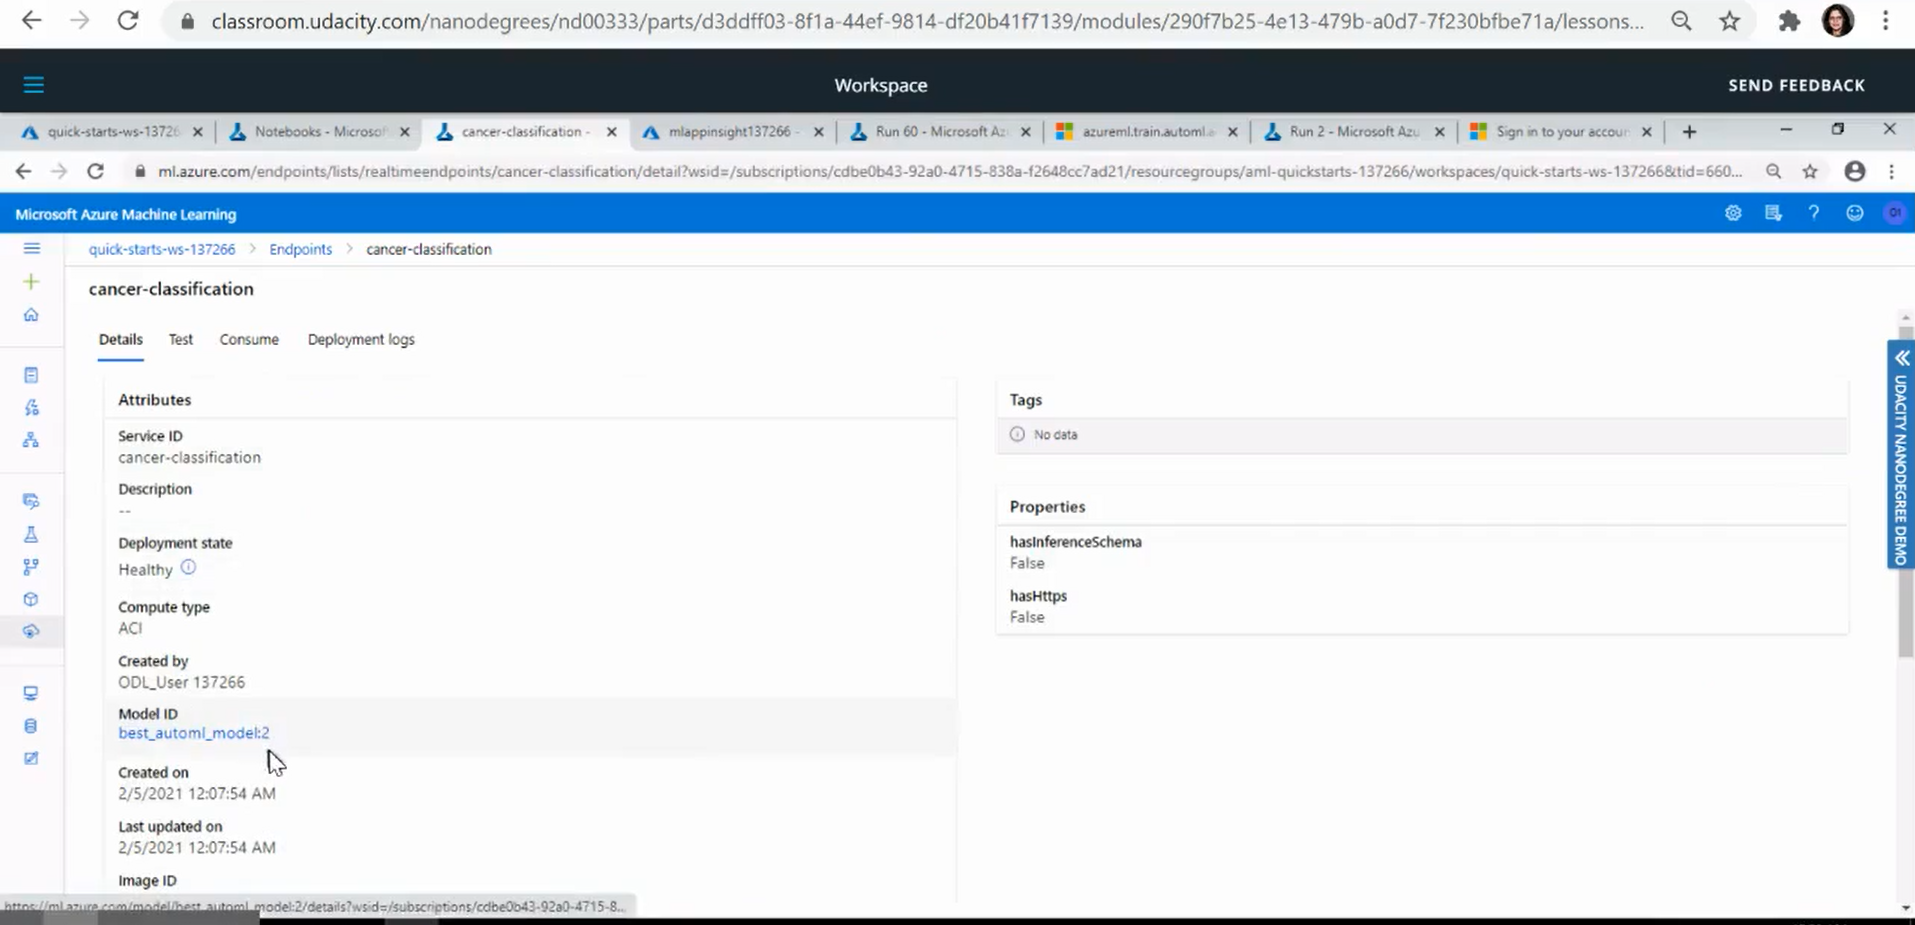 classroom.udacity.com/nanodegrees/nd00333/parts/d3ddff03-8f1a-44ef-9814-df20b41f7139/modules/290f7b25-4e13-479b-a0d7-7f230bfbe71a/lessons...
Workspace
SEND FEEDBACK
quick-starts-ws-13726
Notebooks - Microsof
cancer-classification -
mlappinsight137266 -
Run 60 - Microsoft Az
azureml.train.automl.
Run 2 - Microsoft Azu
Sign in to your accou
ml.azure.com/endpoints/lists/realtimeendpoints/cancer-classification/detail?wsid=/subscriptions/cdbe0b43-92a0-4715-838a-f2648cc7ad21/resourcegroups/aml-quickstarts-137266/workspaces/quick-starts-ws-137266&tid=660...
Microsoft Azure Machine Learning
?
quick-starts-ws-137266 > Endpoints > cancer-classification
cancer-classification
Details
Test
Consume
Deployment logs
Attributes
Service ID
cancer-classification
Description
--
Deployment state
Healthy
Compute type
ACI
Created by
ODL_User 137266
Model ID
best_automl_model:2
Created on
2/5/2021 12:07:54 AM
Last updated on
2/5/2021 12:07:54 AM
Image ID
Tags
No data
Properties
hasInferenceSchema
False
hasHttps
False
UDACITY NANODEGREE DEMO
https://ml.azure.com/model/best_automl_model:2/details?wsid=/subscriptions/cdbe0b43-92a0-4715-8...